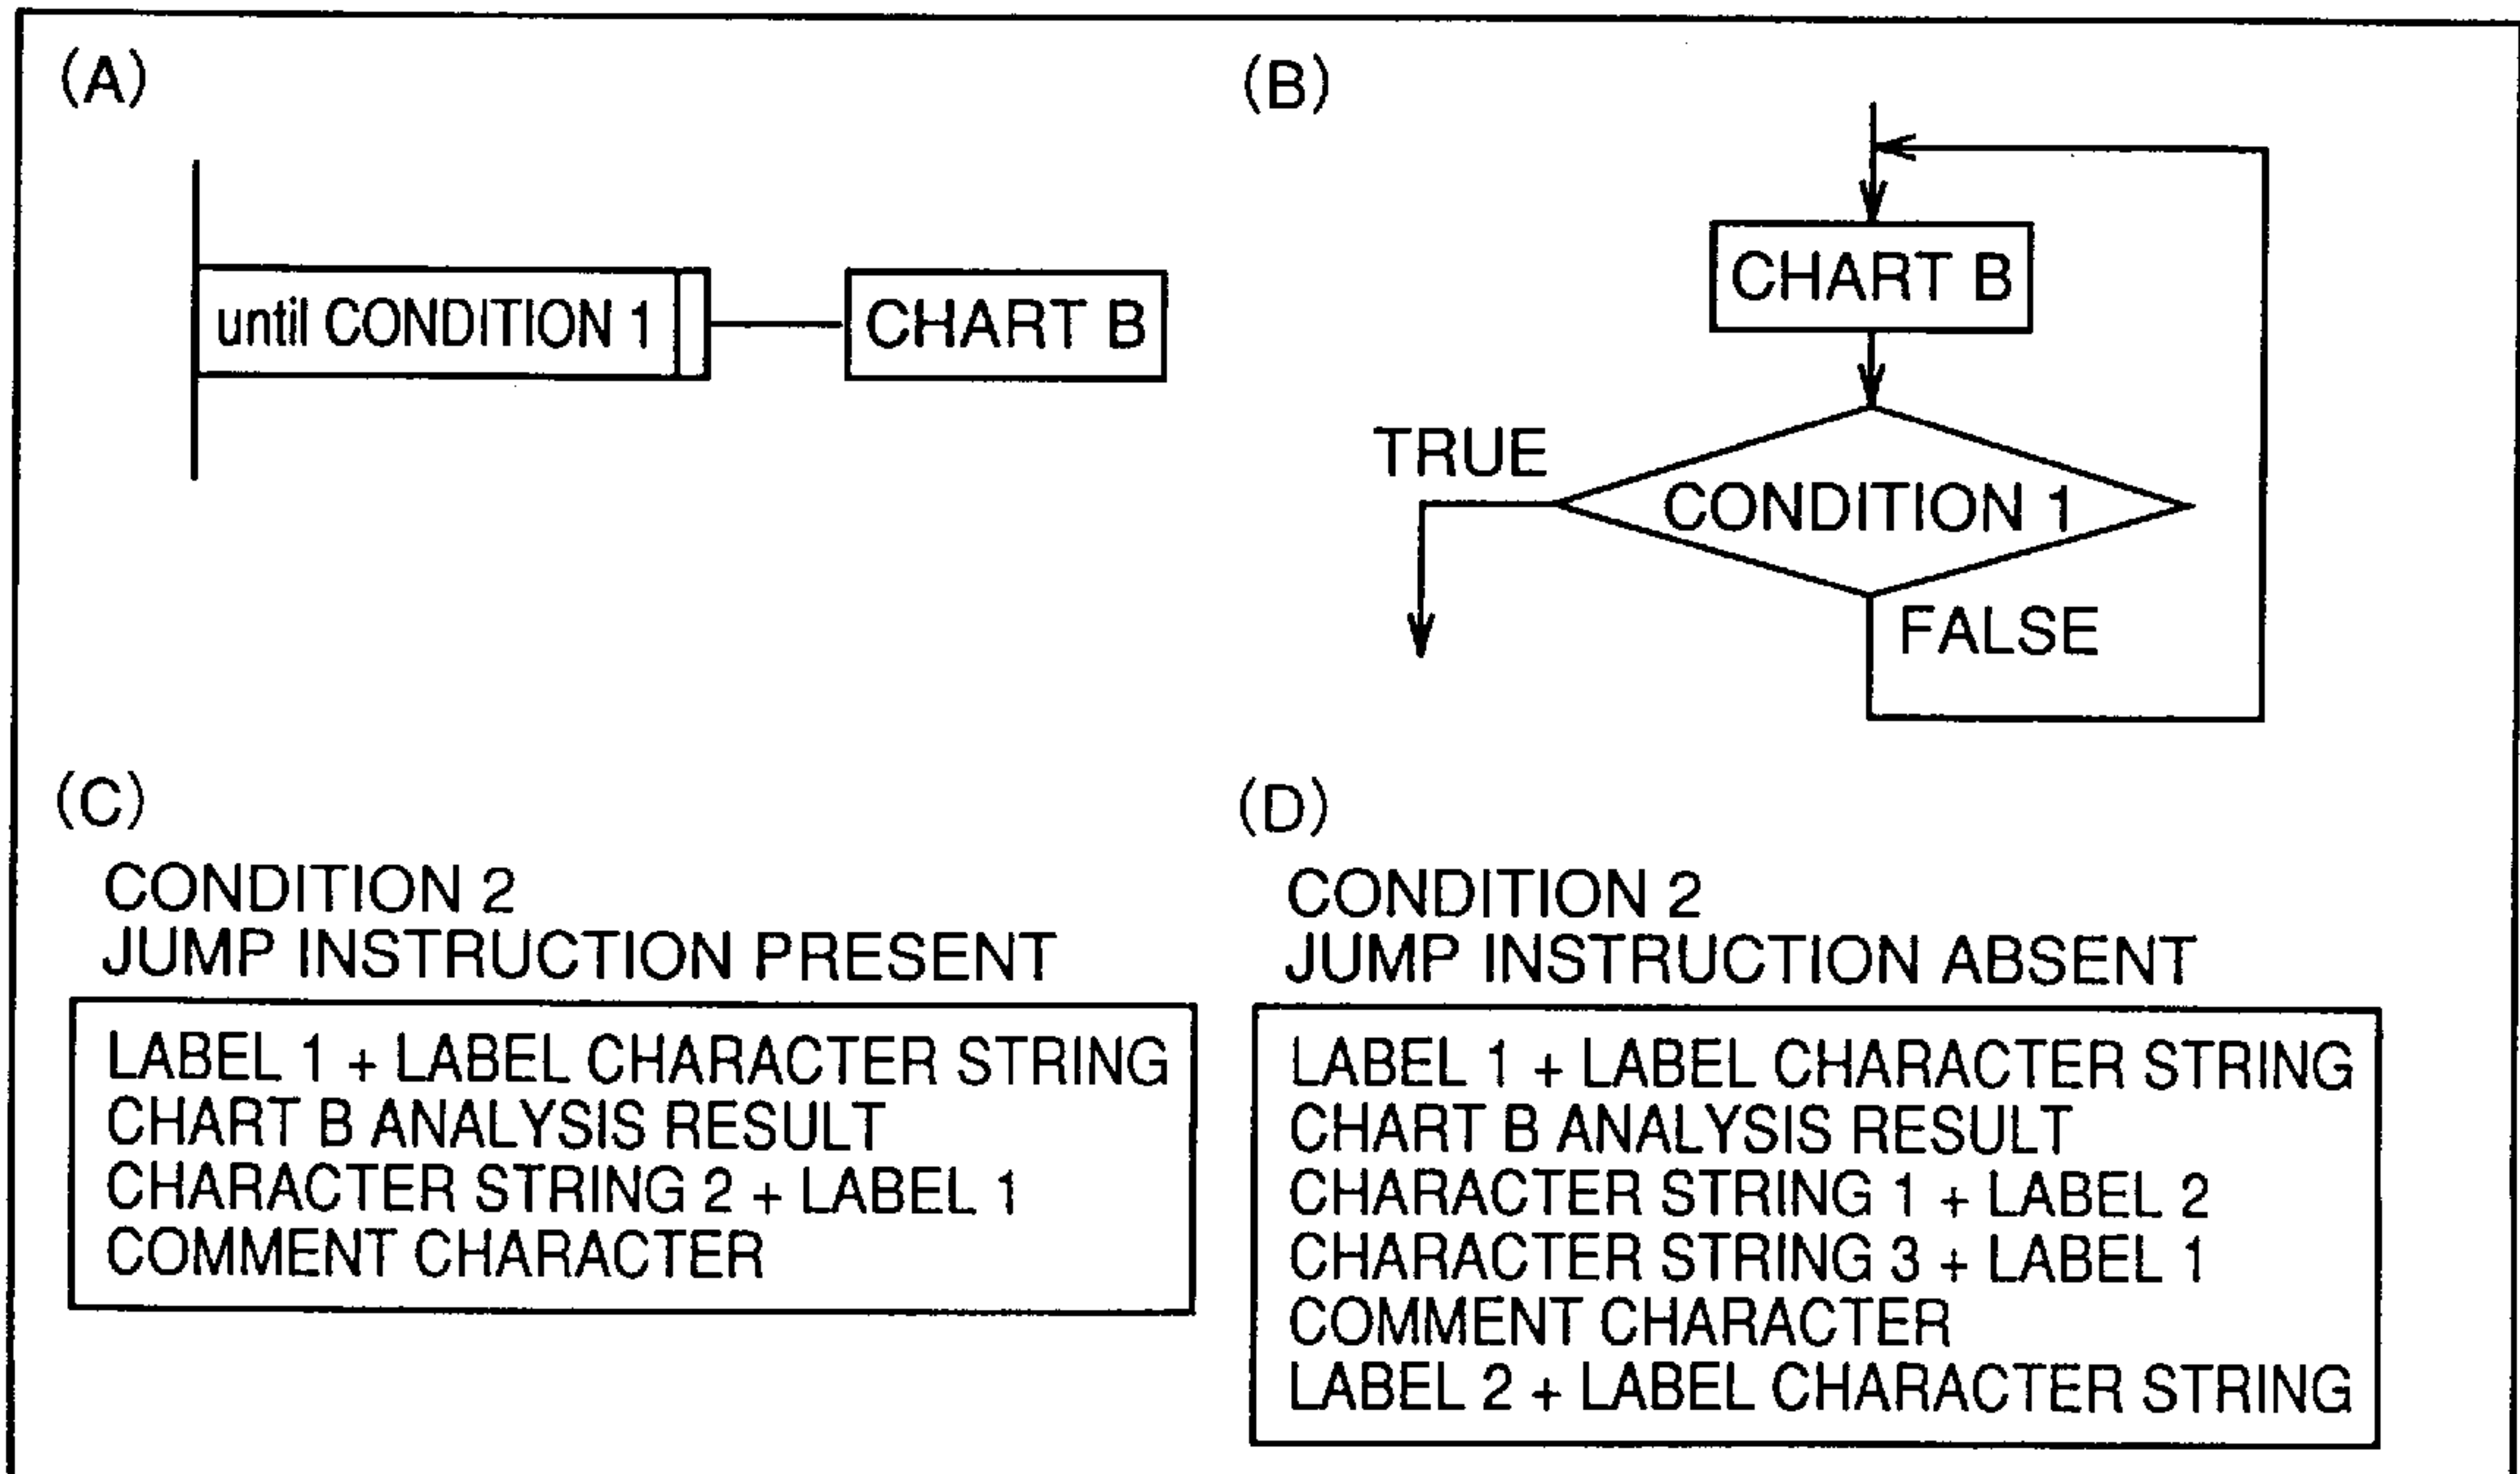 (A)
until CONDITION 1
CHART B
(B)
CHART B
TRUE
CONDITION 1
FALSE
(C)
CONDITION 2
JUMP INSTRUCTION PRESENT
LABEL 1 + LABEL CHARACTER STRING
CHART B ANALYSIS RESULT
CHARACTER STRING 2 + LABEL 1
COMMENT CHARACTER
(D)
CONDITION 2
JUMP INSTRUCTION ABSENT
LABEL 1 + LABEL CHARACTER STRING
CHART B ANALYSIS RESULT
CHARACTER STRING 1 + LABEL 2
CHARACTER STRING 3 + LABEL 1
COMMENT CHARACTER
LABEL 2 + LABEL CHARACTER STRING